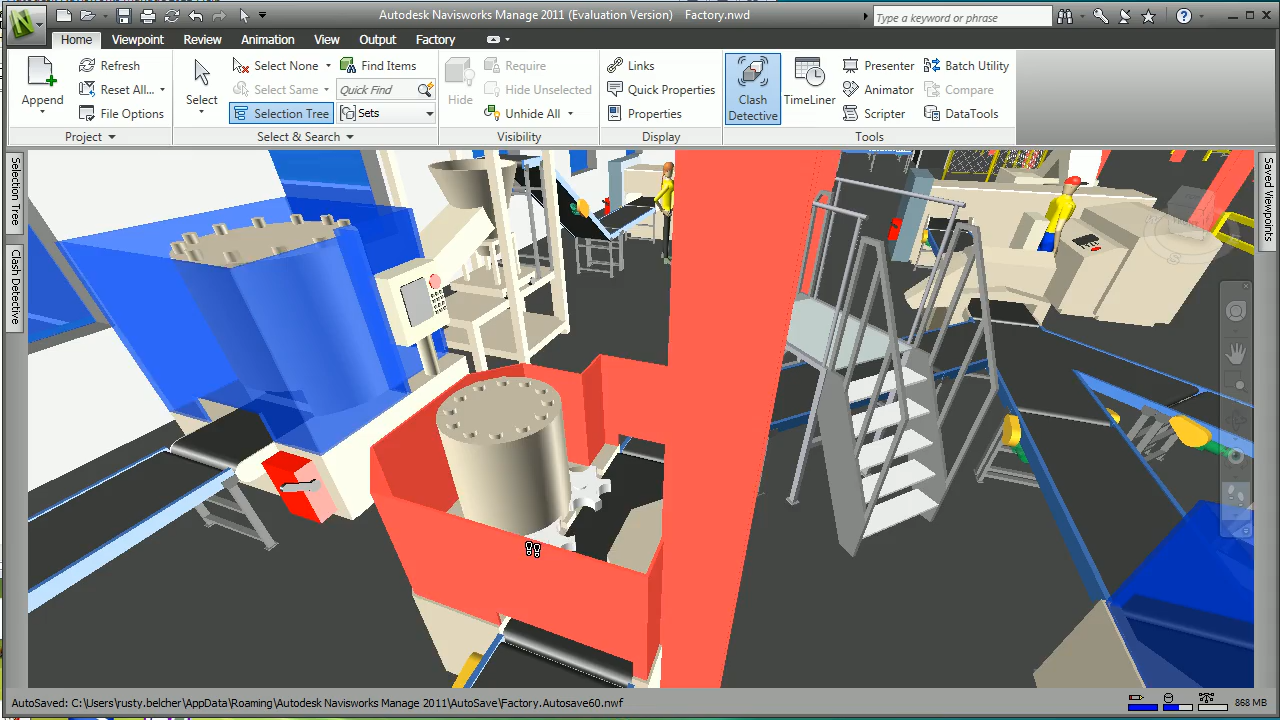 Autodesk Navisworks Manage 2011 (Evaluation Version) Factory.nwd
Type a keyword or phrase
Home Viewpoint Review Animation View Output Factory
Append
Refresh
Reset All...
File Options
Project
Select
Select None
Select Same
Selection Tree
Find Items
Quick Find
Sets
Select & Search
Hide
Require
Hide Unselected
Unhide All
Visibility
Links
Quick Properties
Properties
Display
Clash
Detective
TimeLiner
Presenter
Animator
Scripter
Batch Utility
Compare
DataTools
Tools
Selection Tree
Clash Detective
Saved Viewpoints
S
AutoSaved: C:\Users\rusty.belcher\AppData\Roaming\Autodesk Navisworks Manage 2011\AutoSave\Factory.Autosave60.nwf
868 MB